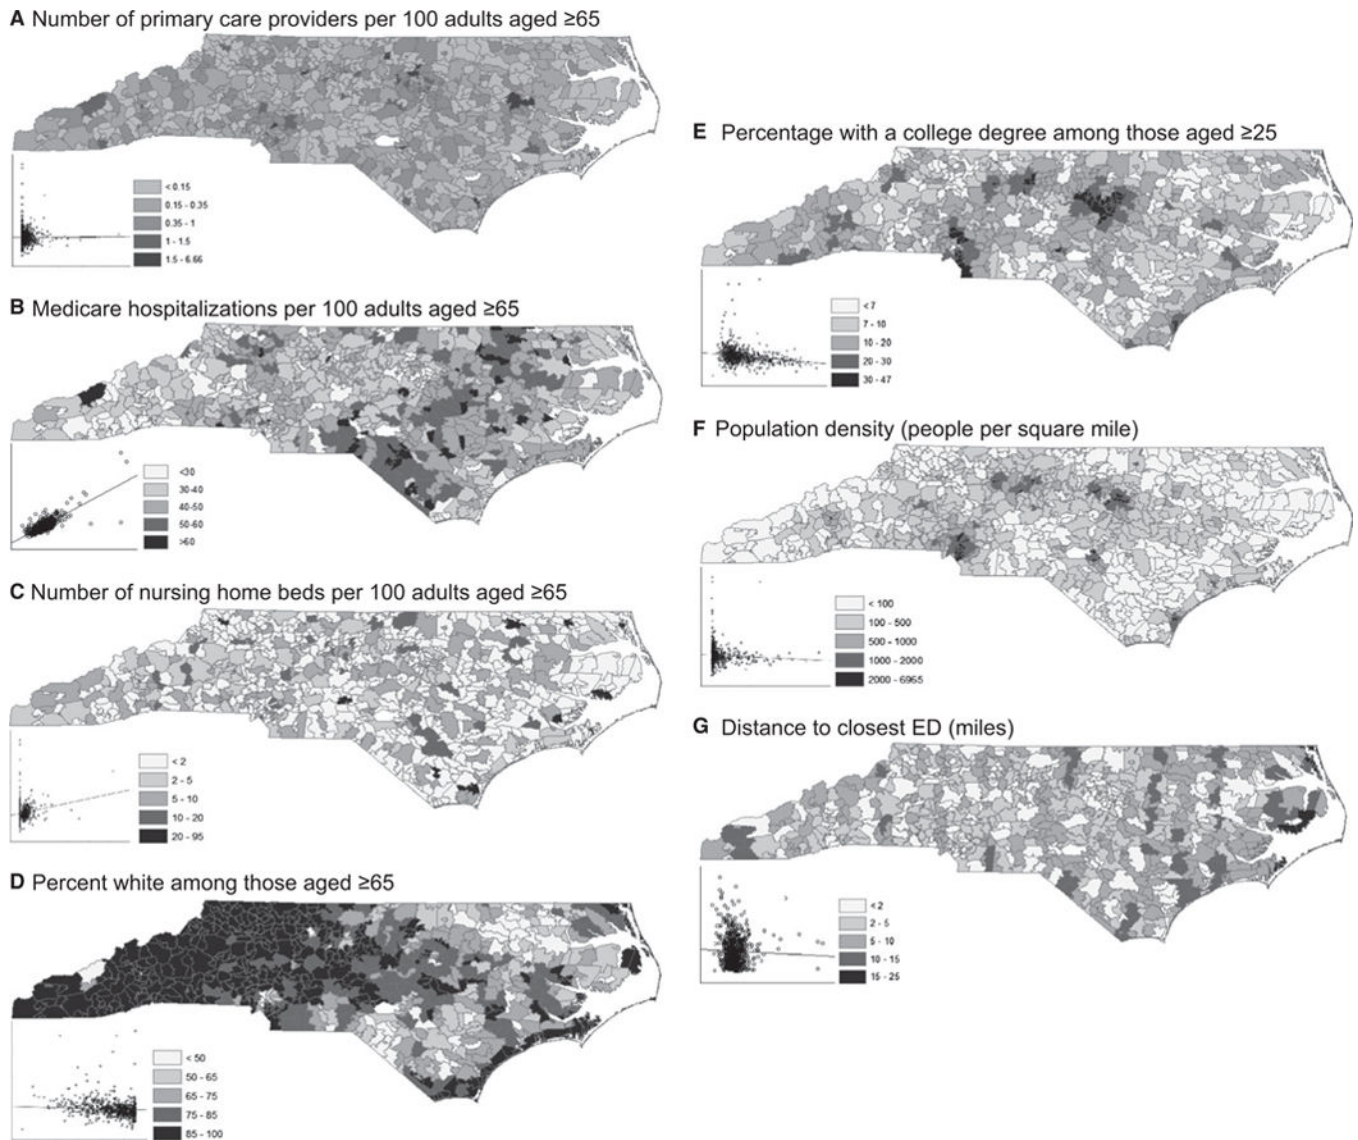 A Number of primary care providers per 100 adults aged ≥65
< 0.15
0.15 - 0.35
0.35 - 1
1 - 1.5
1.5 - 6.66
B Medicare hospitalizations per 100 adults aged ≥65
<30
30-40
40-50
50-60
>60
C Number of nursing home beds per 100 adults aged ≥65
< 2
2 - 5
5 - 10
10 - 20
20 - 95
D Percent white among those aged ≥65
< 50
50 - 65
65 - 75
75 - 85
85 - 100
E Percentage with a college degree among those aged ≥25
< 7
7 - 10
10 - 20
20 - 30
30 - 47
F Population density (people per square mile)
< 100
100 - 500
500 - 1000
1000 - 2000
2000 - 6965
G Distance to closest ED (miles)
< 2
2 - 5
5 - 10
10 - 15
15 - 25